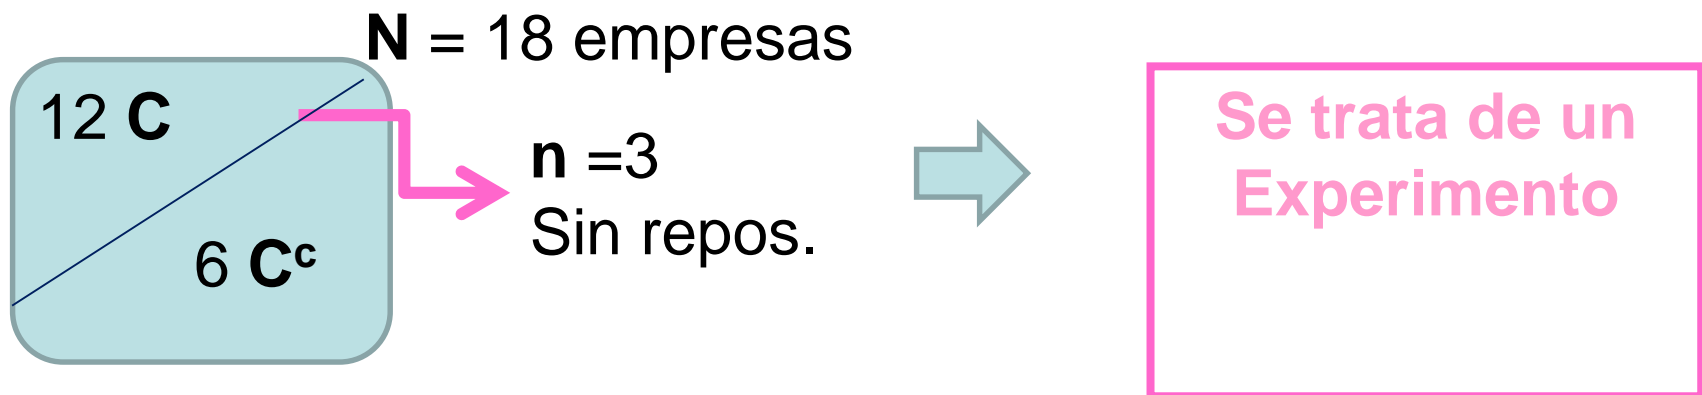 N = 18 empresas
12 C
6 Cᶜ
n =3
Sin repos.
Se trata de un
Experimento